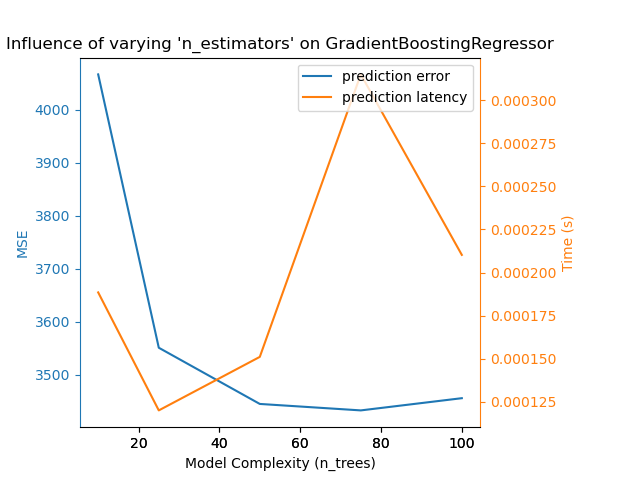 Influence of varying 'n_estimators' on GradientBoostingRegressor
prediction error
prediction latency
4000
3900
3800
3700
3600
3500
MSE
0.000300
0.000275
0.000250
0.000225
0.000200
0.000175
0.000150
0.000125
Time (s)
20 40 60 80 100
Model Complexity (n_trees)